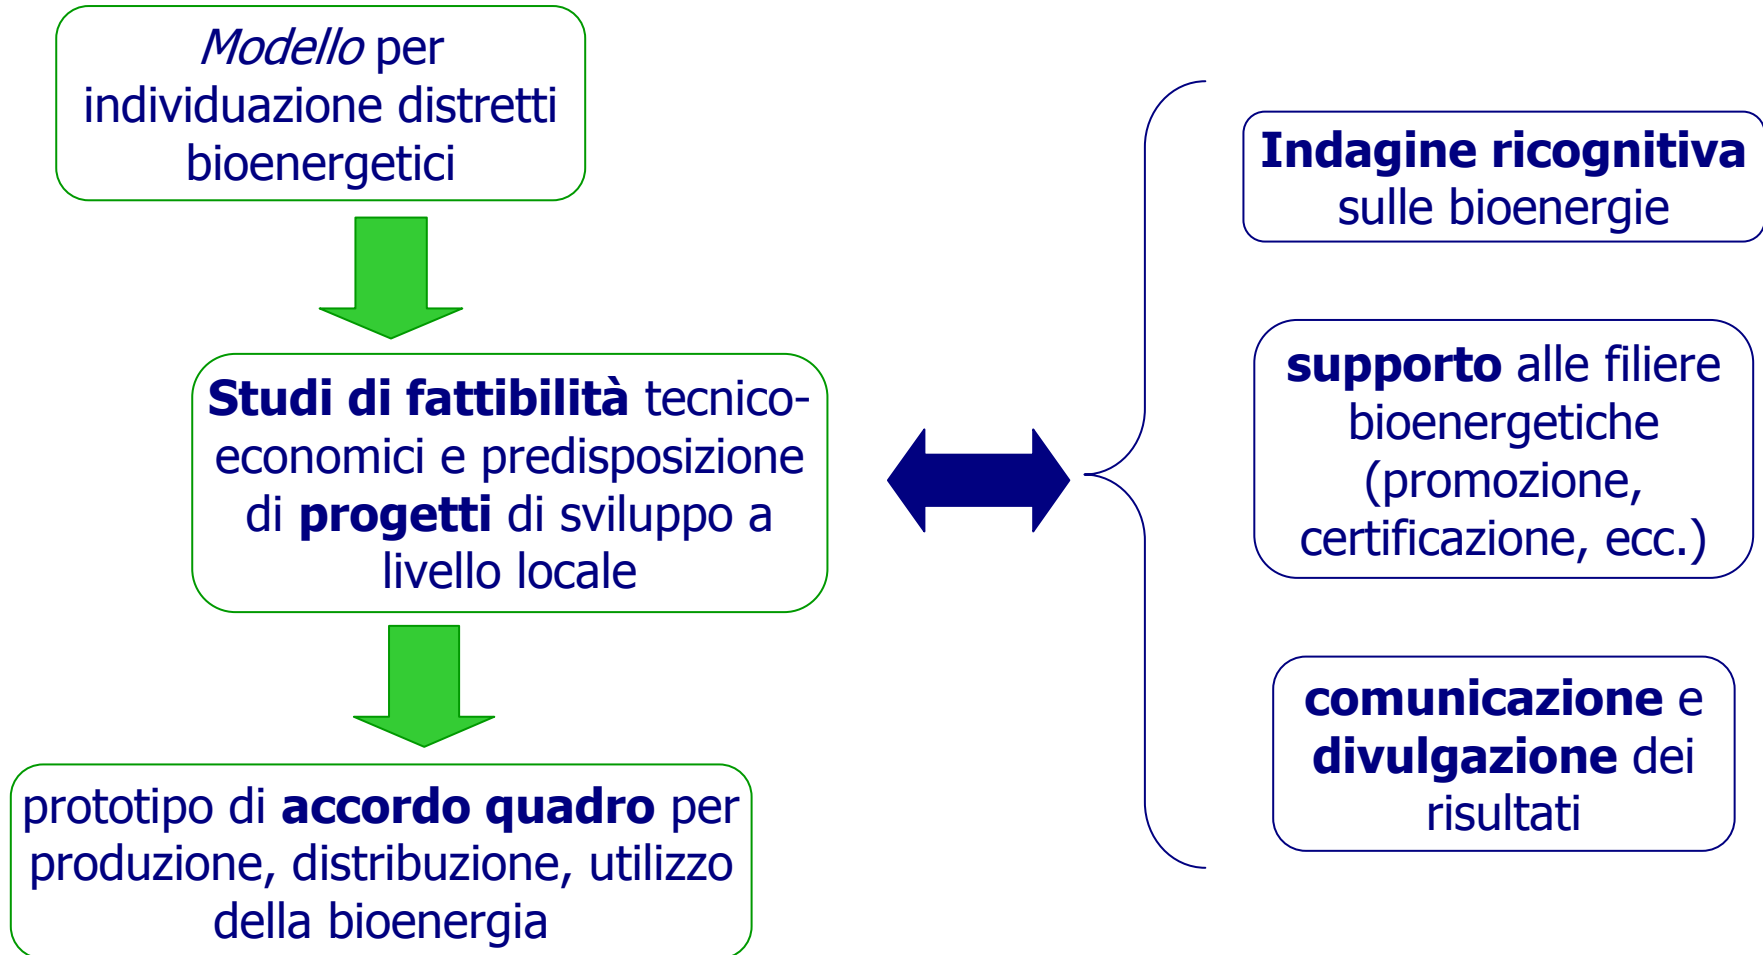 Modello per
individuazione distretti
bioenergetici
Studi di fattibilità tecnico-
economici e predisposizione
di progetti di sviluppo a
livello locale
prototipo di accordo quadro per
produzione, distribuzione, utilizzo
della bioenergia
Indagine ricognitiva
sulle bioenergie
supporto alle filiere
bioenergetiche
(promozione,
certificazione, ecc.)
comunicazione e
divulgazione dei
risultati